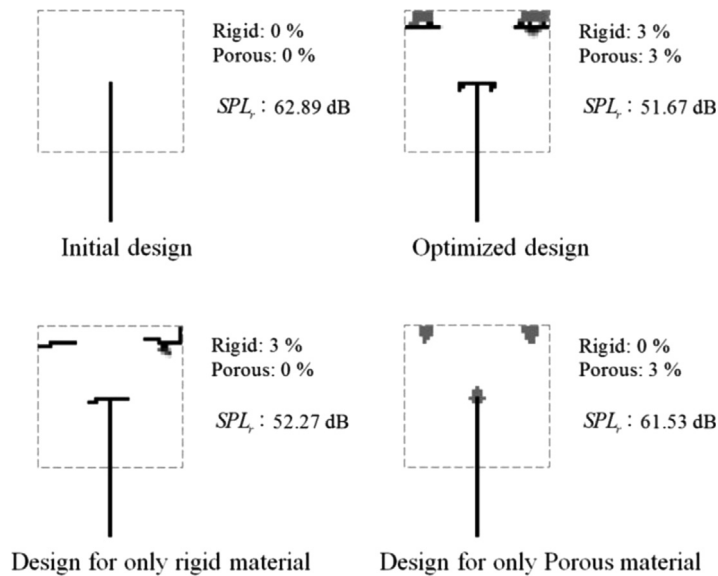 Rigid: 0 %
Porous: 0 %
SPLr : 62.89 dB
Initial design
Rigid: 3 %
Porous: 3 %
SPLr : 51.67 dB
Optimized design
Rigid: 3 %
Porous: 0 %
SPLr : 52.27 dB
Design for only rigid material
Rigid: 0 %
Porous: 3 %
SPLr : 61.53 dB
Design for only Porous material